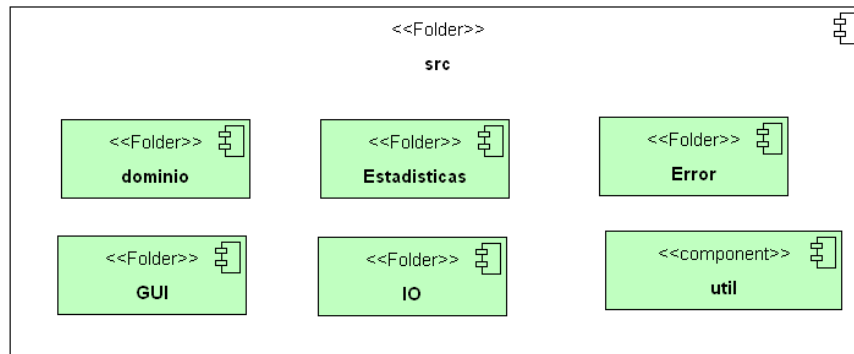 <<Folder>>
src
<<Folder>>
dominio
<<Folder>>
Estadisticas
<<Folder>>
Error
<<Folder>>
GUI
<<Folder>>
IO
<<component>>
util